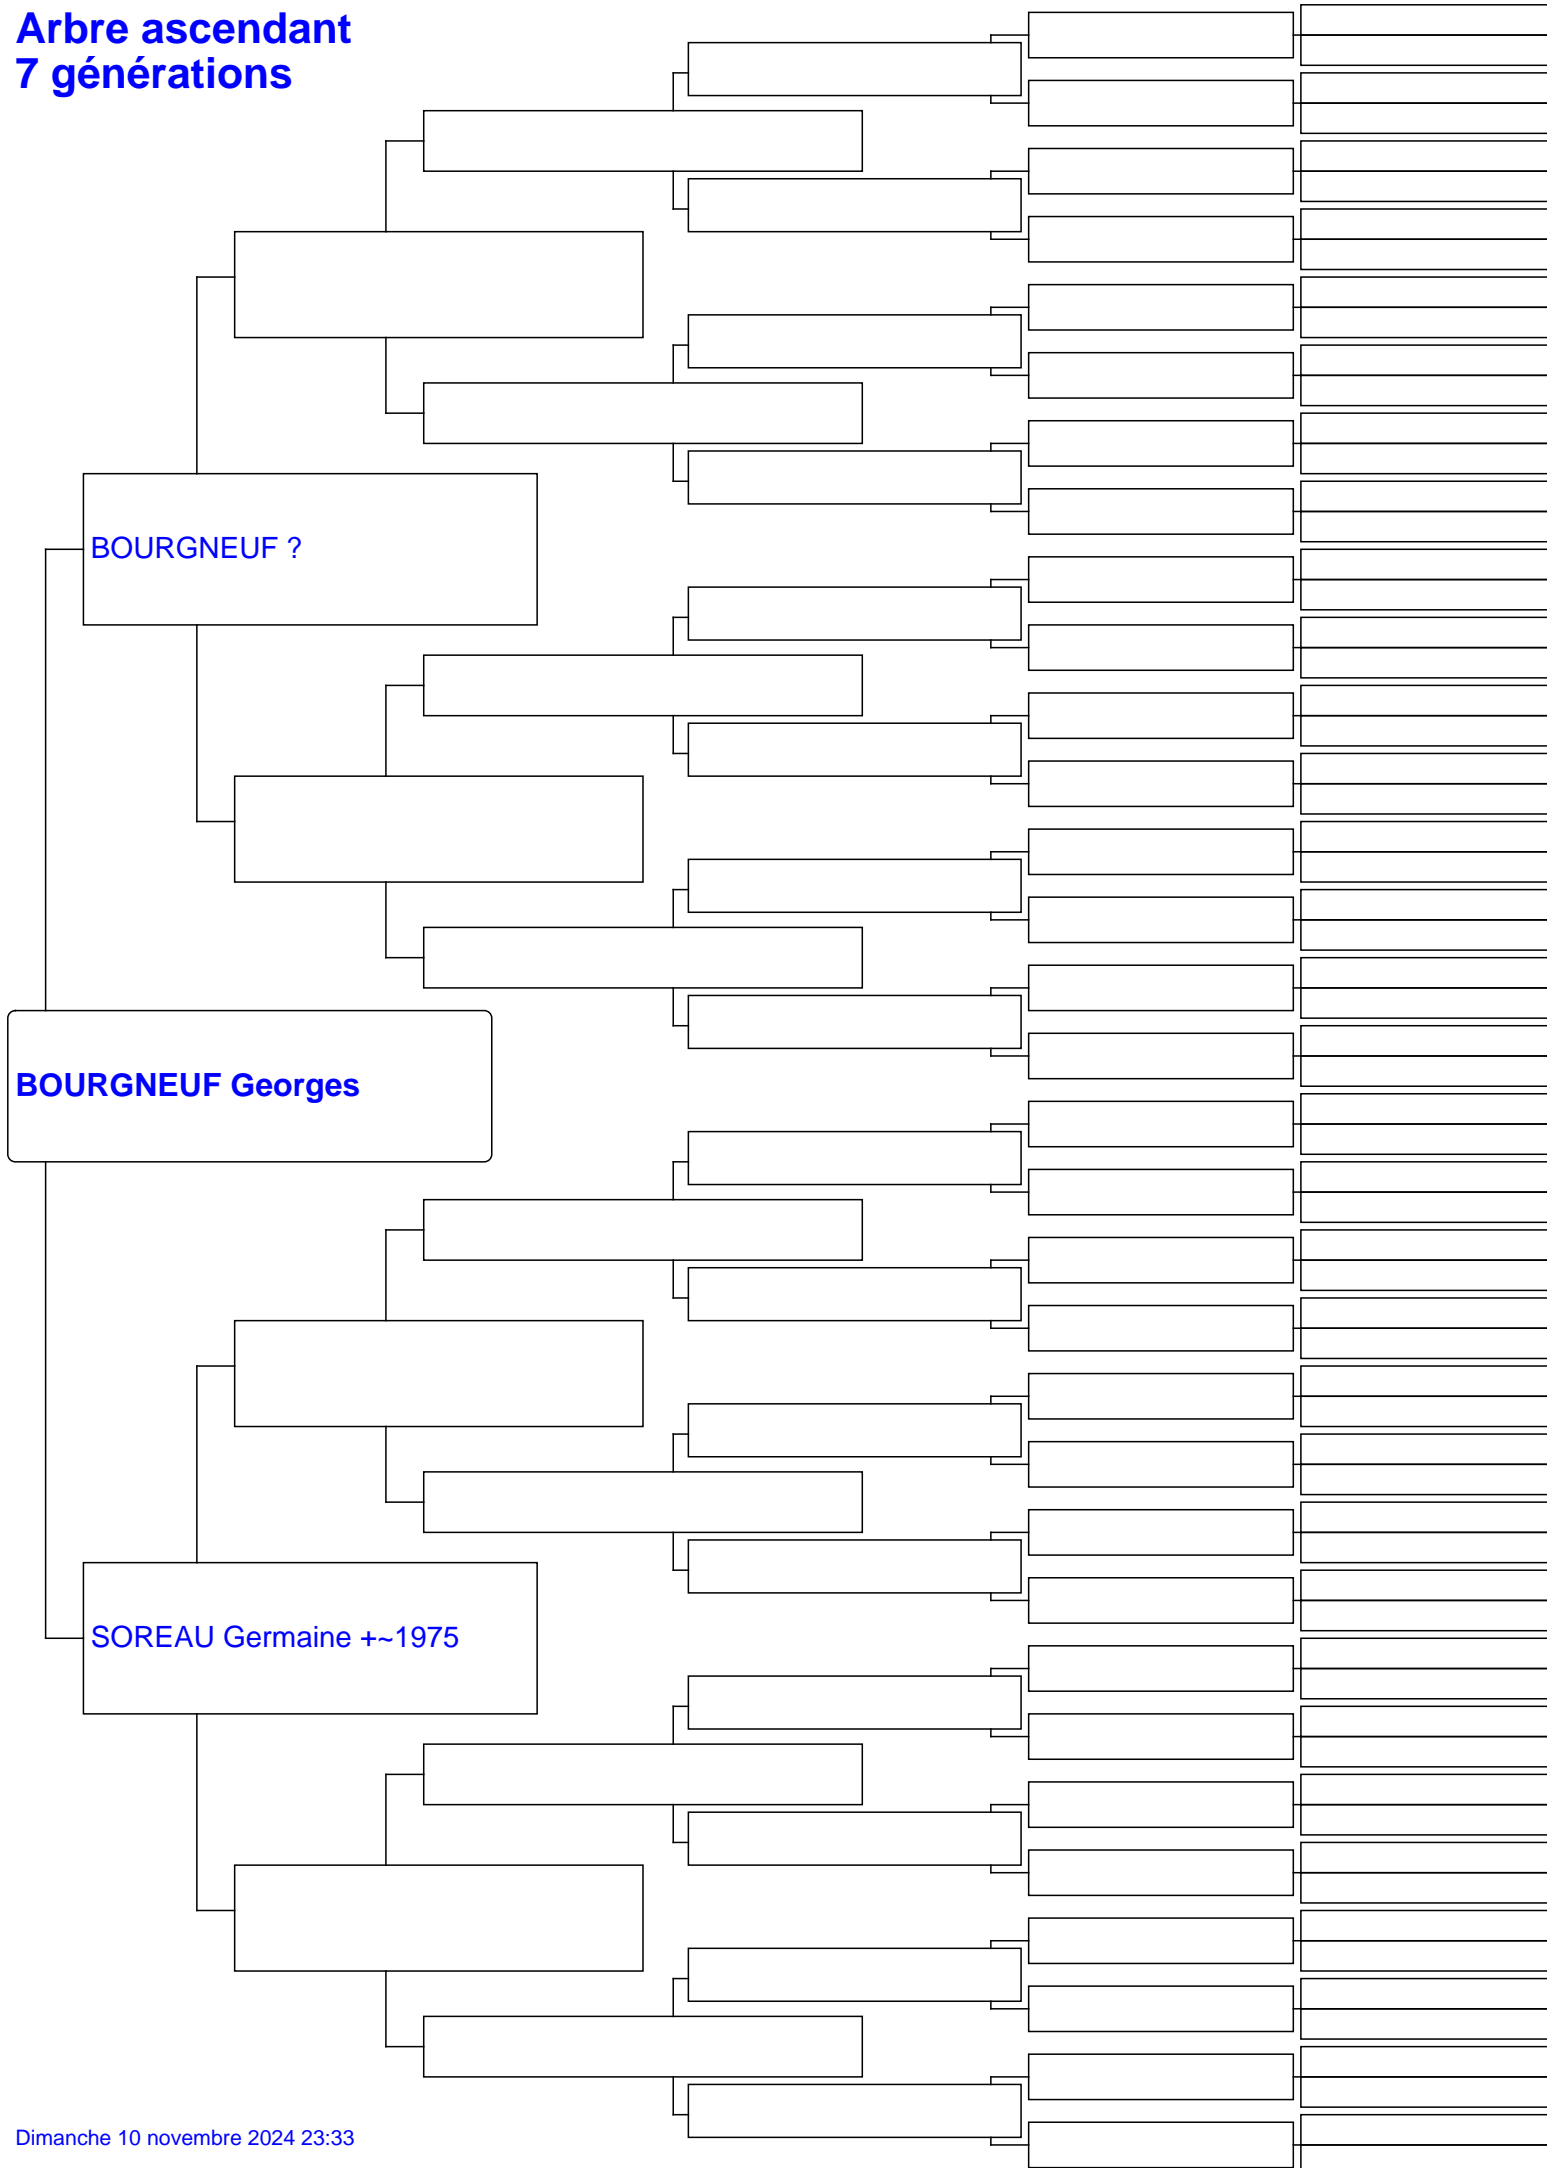 Arbre ascendant
7 générations
BOURGNEUF ?
BOURGNEUF Georges
SOREAU Germaine +~1975
Dimanche 10 novembre 2024 23:33